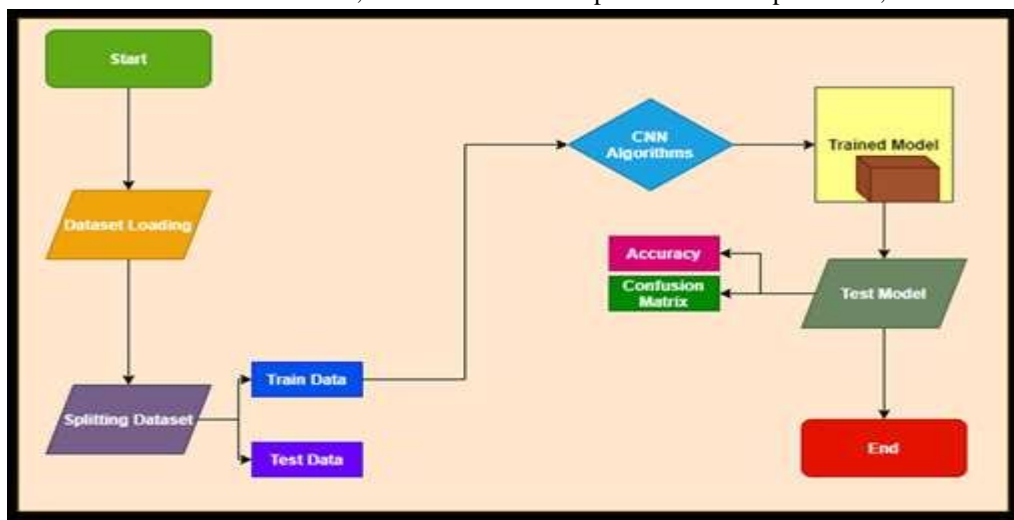 Start
Dataset Loading
Splitting Dataset
Train Data
Test Data
CNN
Algorithms
Trained Model
Accuracy
Confusion
Matrix
Test Model
End